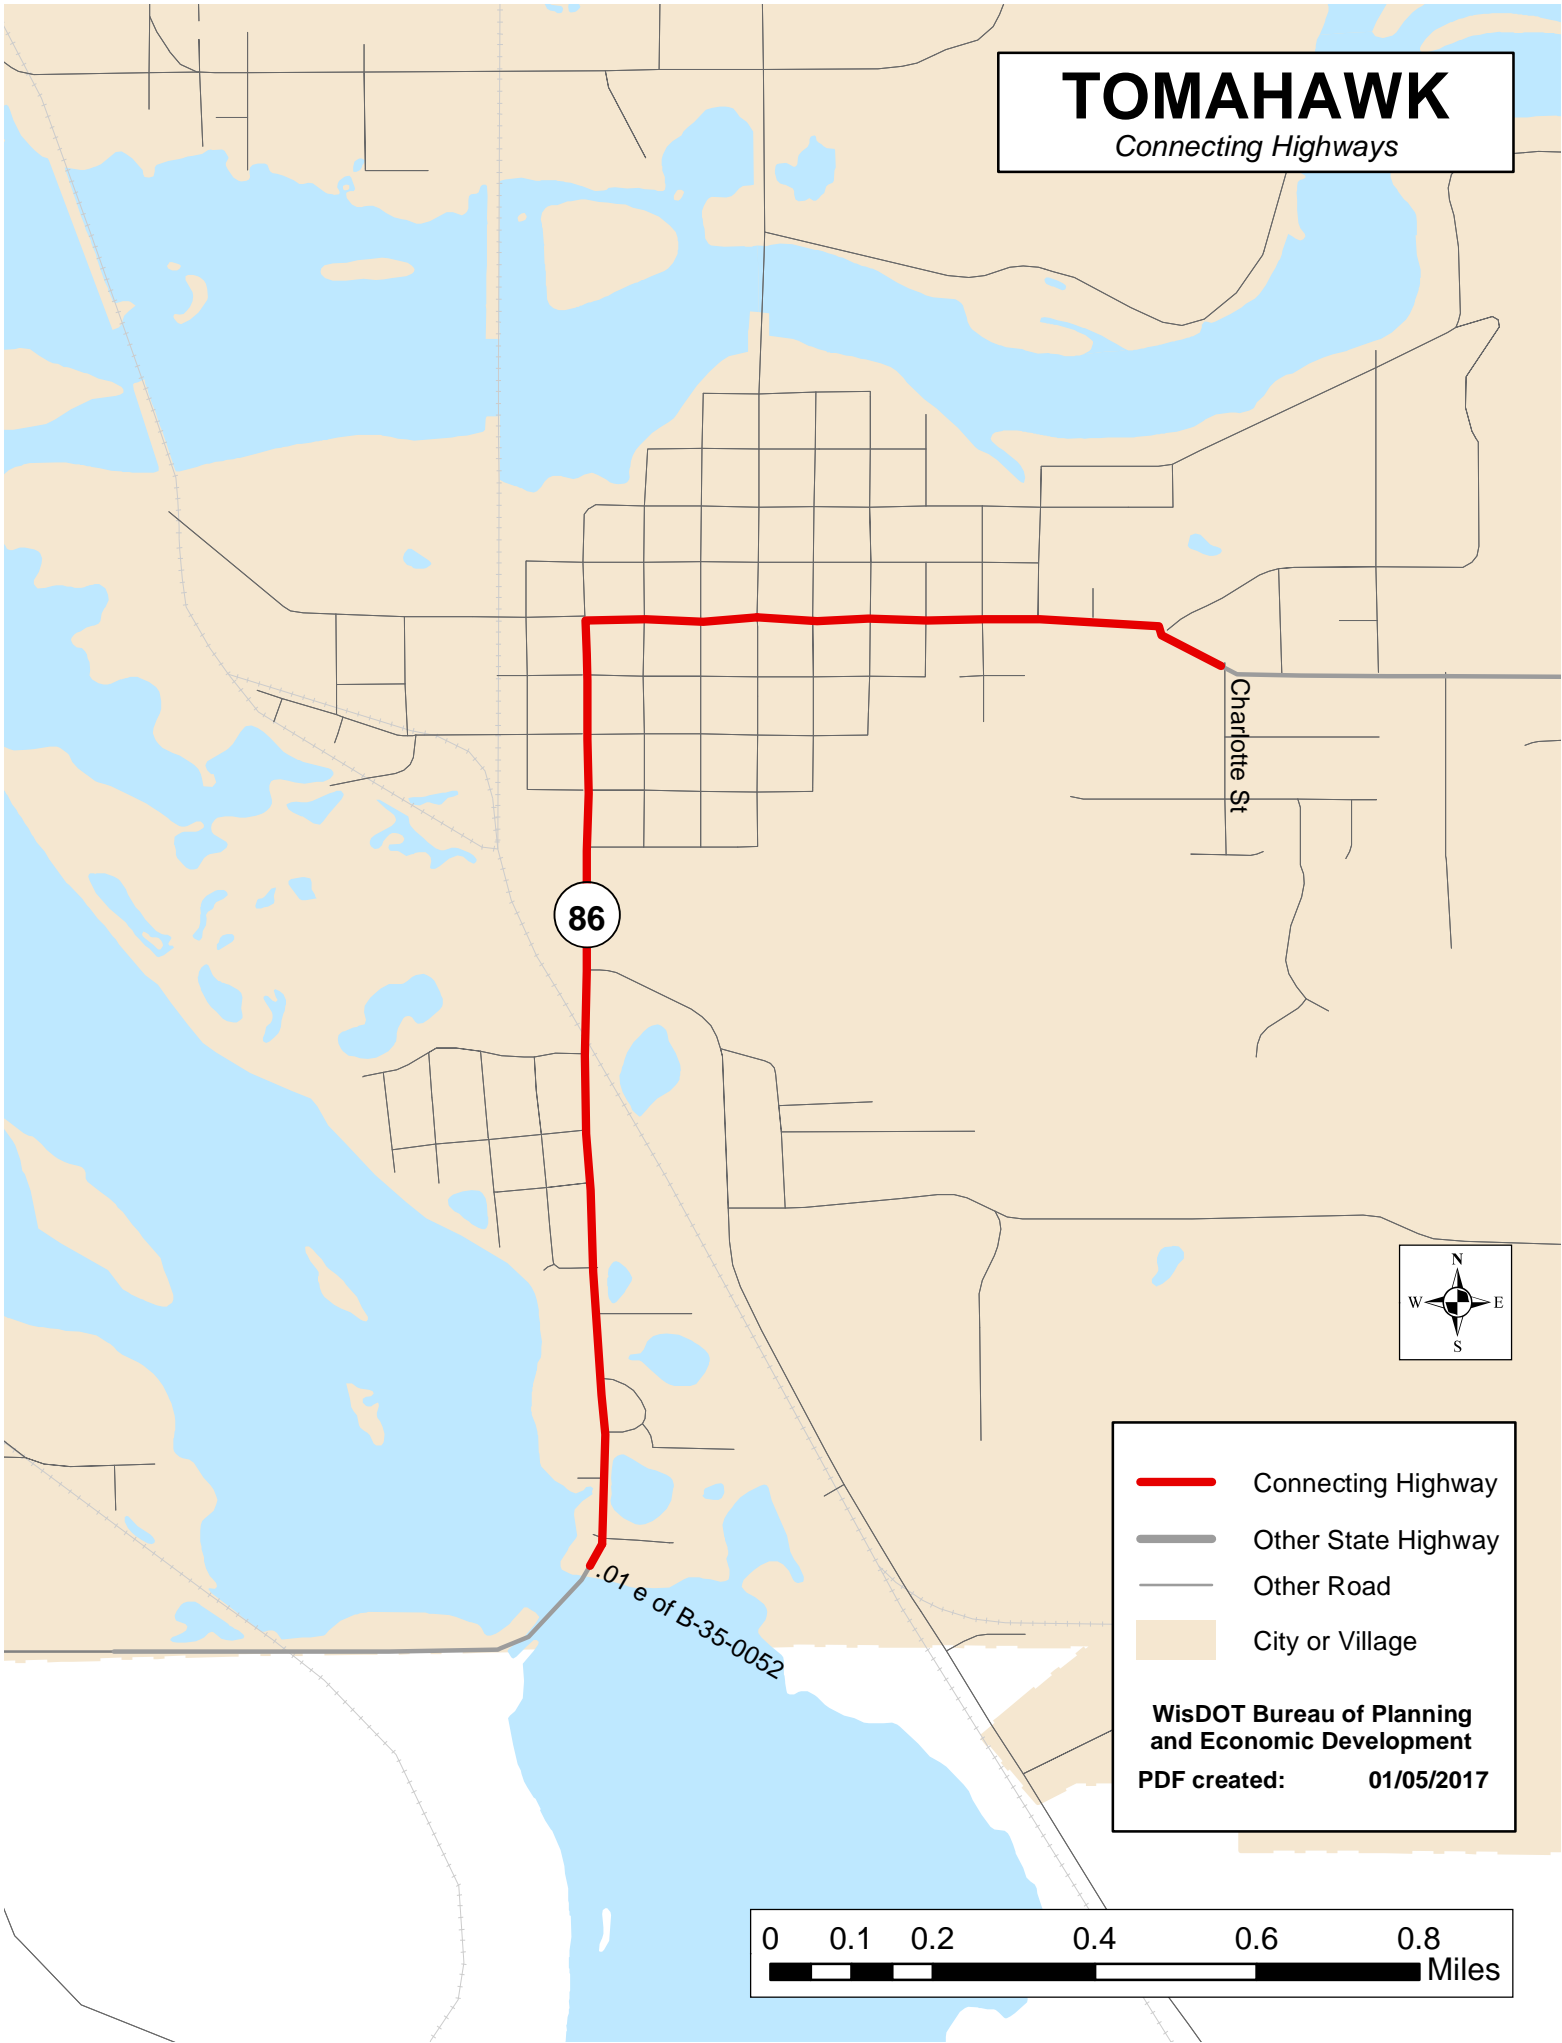 TOMAHAWK
Connecting Highways
Charlotte St
86
N
W E
S
.01 e of B-35-0052
Connecting Highway
Other State Highway
Other Road
City or Village
WisDOT Bureau of Planning
and Economic Development
PDF created: 01/05/2017
0 0.1 0.2 0.4 0.6 0.8
Miles